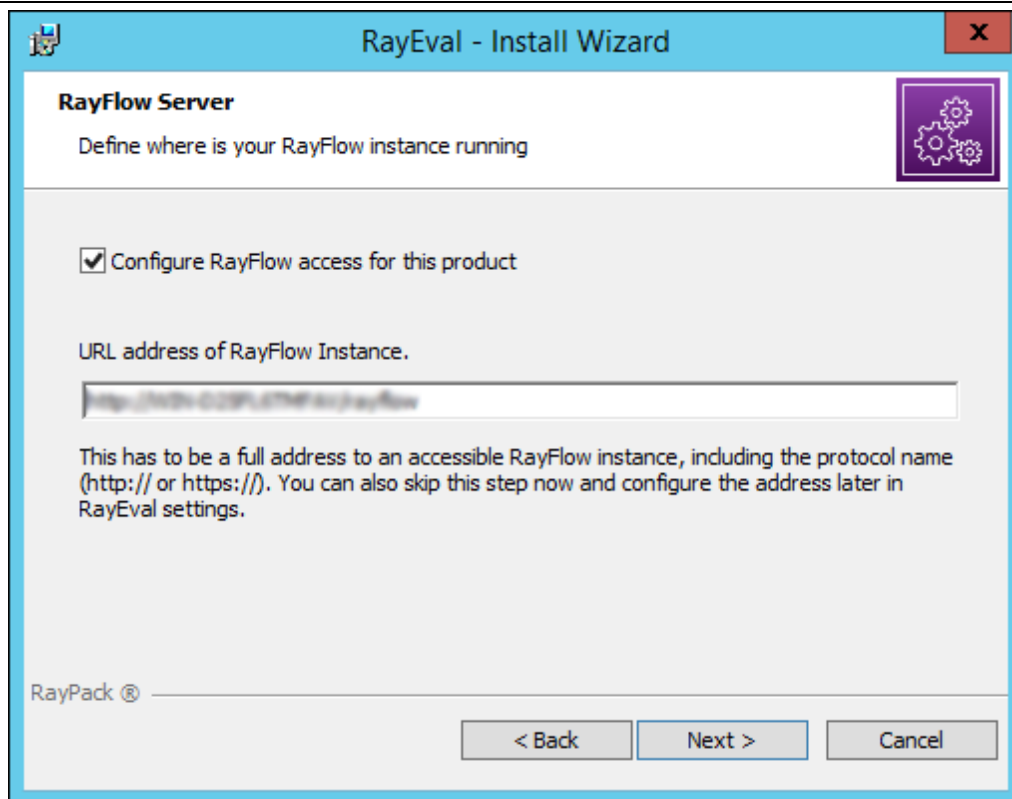 RayEval - Install Wizard
x
RayFlow Server
Define where is your RayFlow instance running
Configure RayFlow access for this product
URL address of RayFlow Instance.
This has to be a full address to an accessible RayFlow instance, including the protocol name
(http:// or https://). You can also skip this step now and configure the address later in
RayEval settings.
RayPack ®
< Back
Next >
Cancel